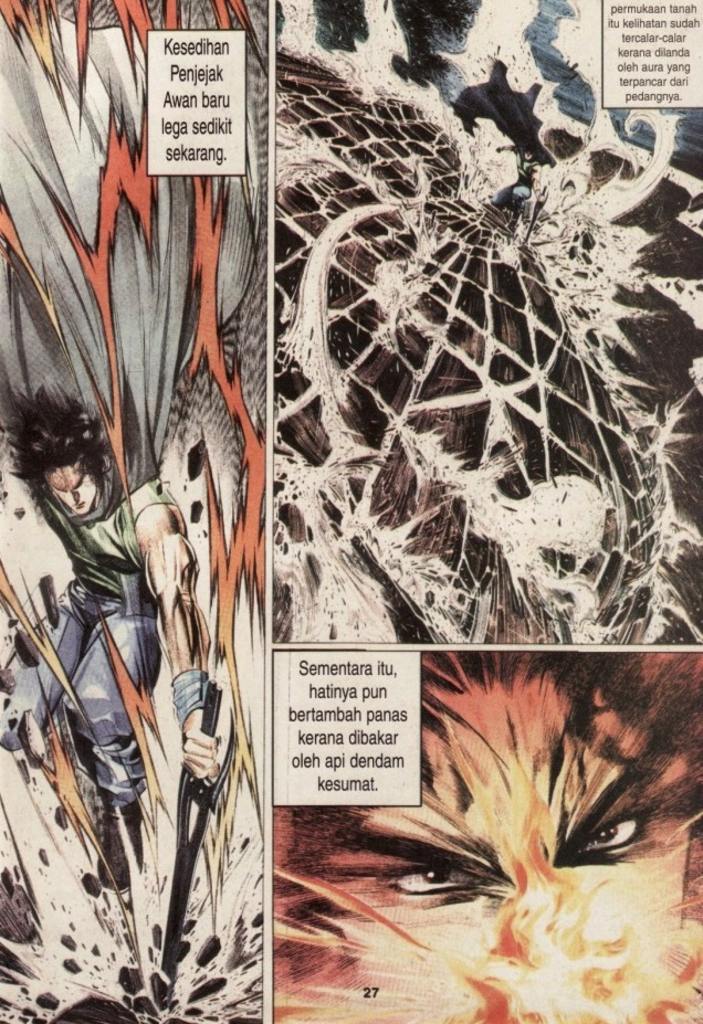 Kesedihan
Penjejak
Awan baru
lega sedikit
sekarang.
permukaan tanah
itu kelihatan sudah
tercalar-calar
kerana dilanda
oleh aura yang
terpancar dari
pedangnya.
Sementara itu,
hatinya pun
bertambah panas
kerana dibakar
oleh api dendam
kesumat.
27